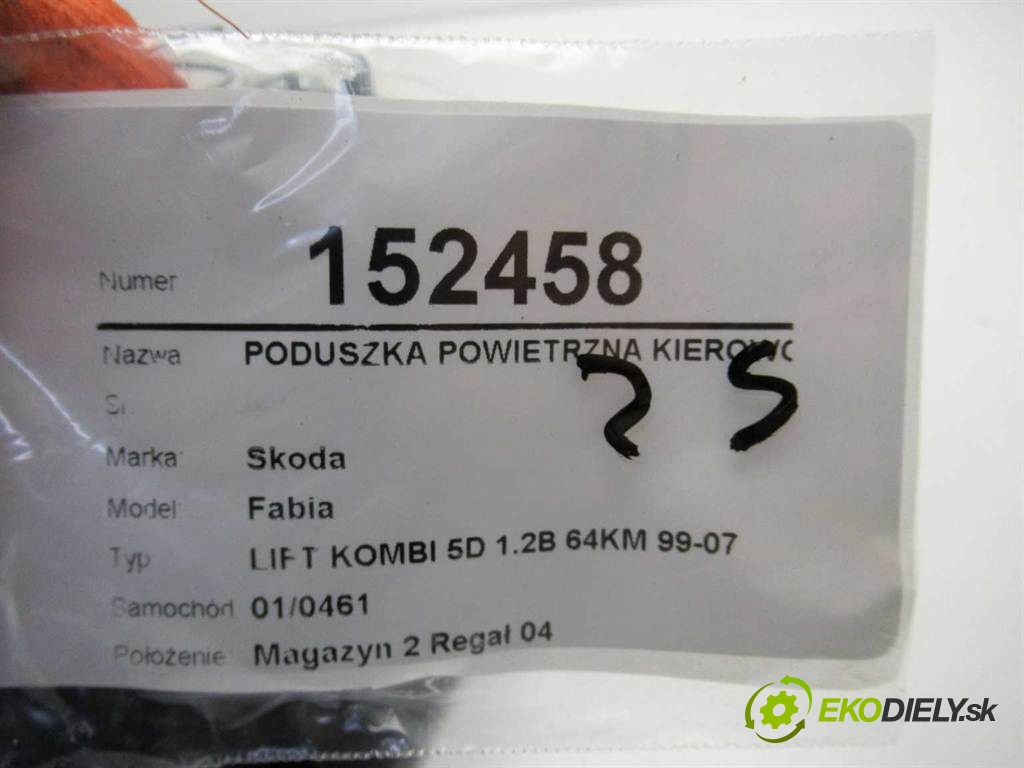 Numer 152458
Nazwa PODUSZKA POWIETRZNA KIEROWC
Marka: Skoda
Model: Fabia
Typ LIFT KOMBI 5D 1.2B 64KM 99-07
Samochód 01/0461
Położenie: Magazyn 2 Regał 04
25
EKODIELY.sk